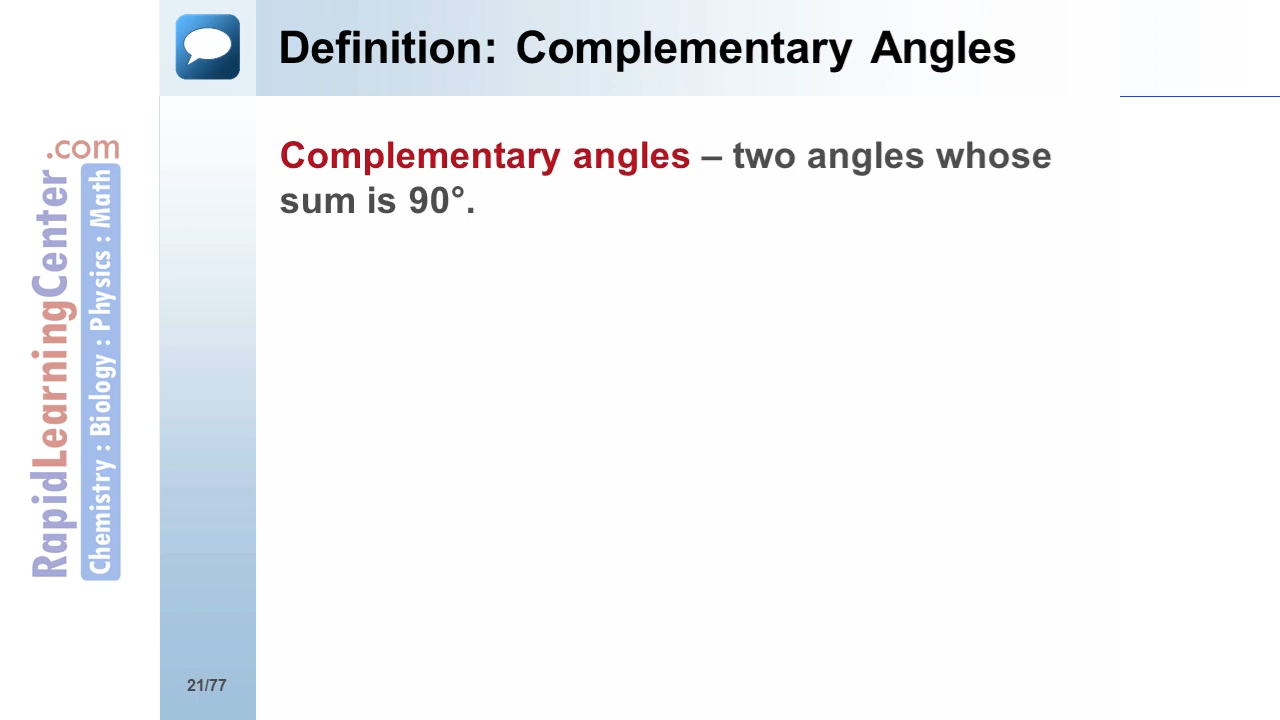 Definition: Complementary Angles
Complementary angles – two angles whose
sum is 90°.
RapidLearningCenter
.com
Chemistry : Biology : Physics : Math
21/77